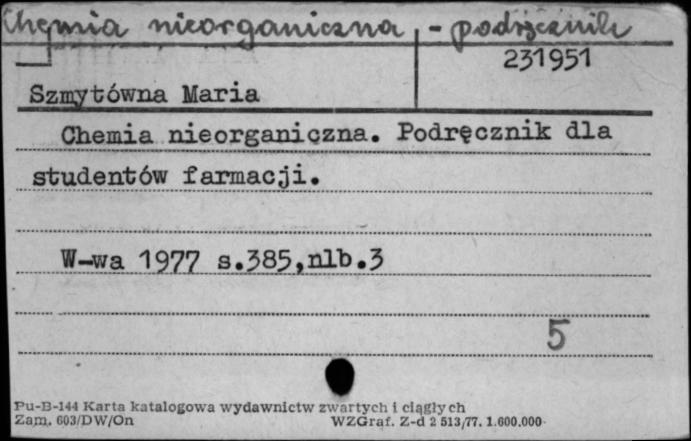 Chemia nieorganiczna - podręcznik
231951
Szmytówna Maria
Chemia nieorganiczna. Podręcznik dla
studentów farmacji.
W-wa 1977 s.385,nlb.3
5
Pu-B-144 Karta katalogowa wydawnictw zwartych i ciągłych
Zam. 603/DW/On WZGraf. Z-d 2 513/77. 1.600.000